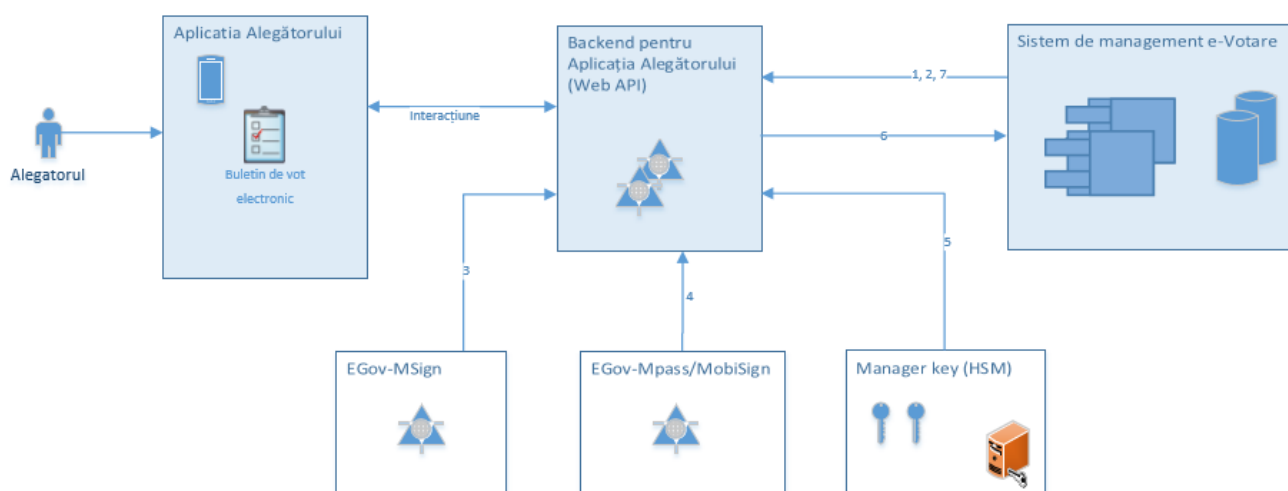 Aplicatia Alegătorului
Buletin de vot
electronic
Alegatorul
Interacțiune
Backend pentru
Aplicația Alegătorului
(Web API)
1, 2, 7
6
Sistem de management e-Votare
3
4
5
EGov-MSign
EGov-Mpass/MobiSign
Manager key (HSM)